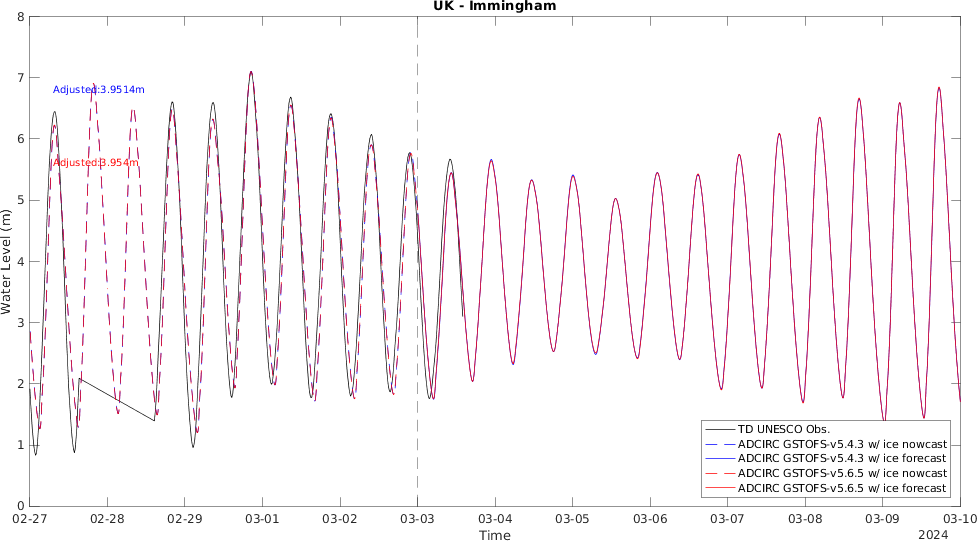 UK - Immingham
8
7
6
5
4
3
2
1
0
Water Level (m)
Adjusted:3.9514m
Adjusted:3.954m
TD UNESCO Obs.
ADCIRC GSTOFS-v5.4.3 w/ ice nowcast
ADCIRC GSTOFS-v5.4.3 w/ ice forecast
ADCIRC GSTOFS-v5.6.5 w/ ice nowcast
ADCIRC GSTOFS-v5.6.5 w/ ice forecast
02-27 02-28 02-29 03-01 03-02 03-03 03-04 03-05 03-06 03-07 03-08 03-09 03-10
Time
2024